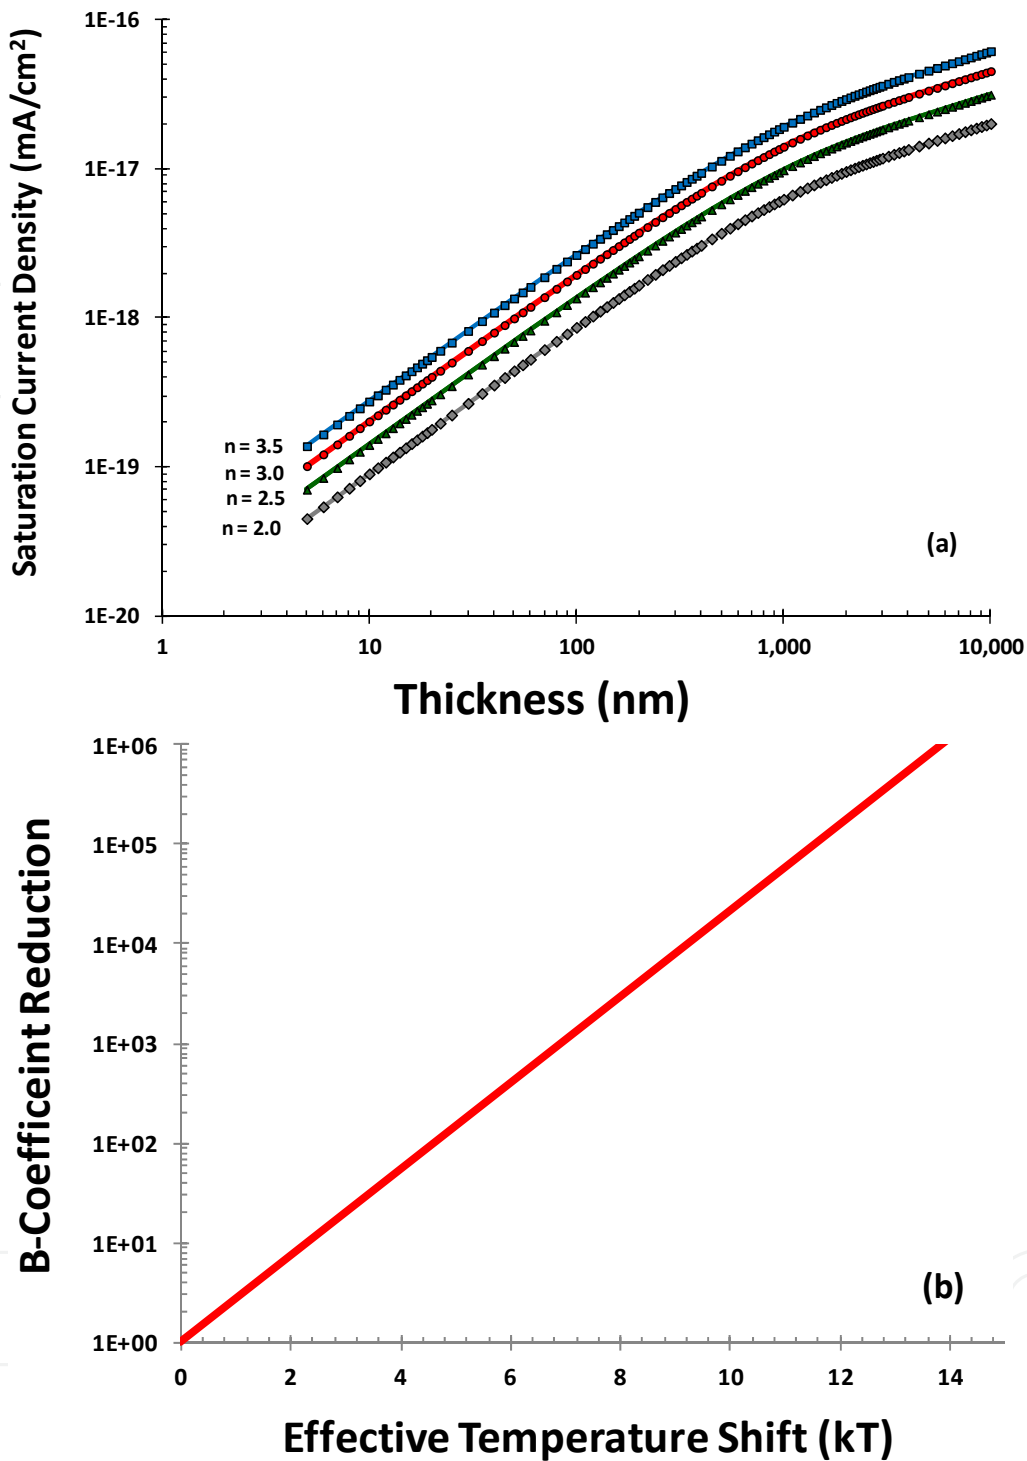 Saturation Current Density (mA/cm²)
1E-16
1E-17
1E-18
1E-19
1E-20
n = 3.5
n = 3.0
n = 2.5
n = 2.0
(a)
1 10 100 1,000 10,000
Thickness (nm)
B-Coefficeint Reduction
1E+06
1E+05
1E+04
1E+03
1E+02
1E+01
1E+00
(b)
0 2 4 6 8 10 12 14
Effective Temperature Shift (kT)